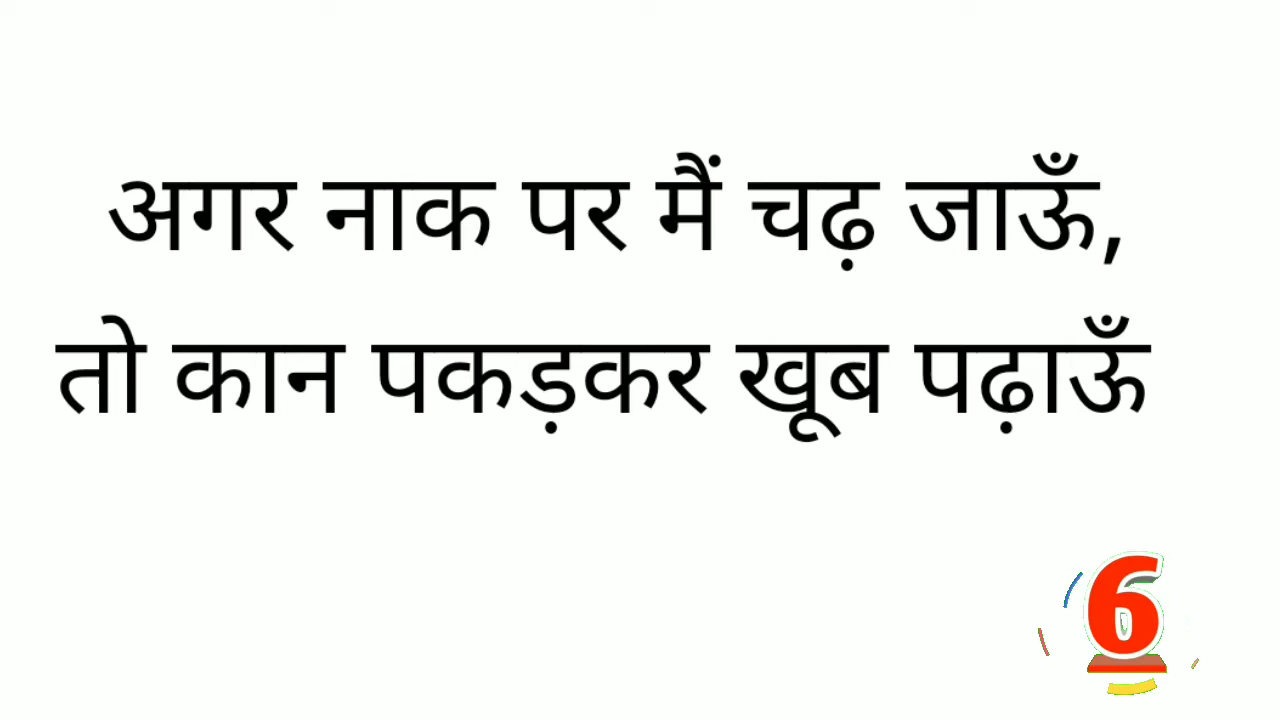 अगर नाक पर मैं चढ़ जाऊँ,
तो कान पकड़कर खूब पढ़ाऊँ
6